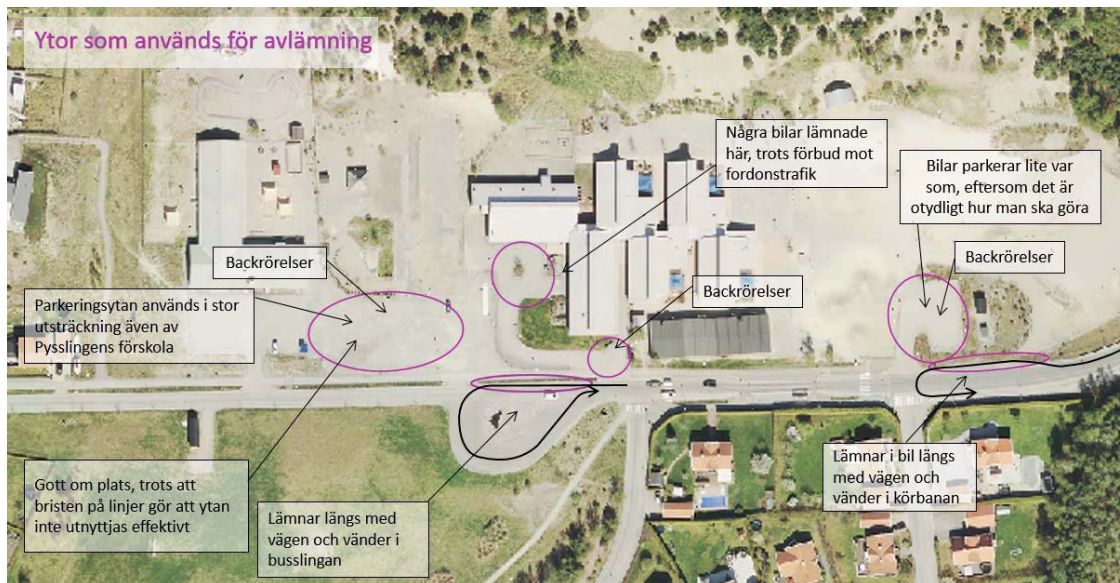 Ytor som används för avlämning
Några bilar lämnade
här, trots förbud mot
fordonstrafik
Bilar parkerar lite var
som, eftersom det är
otydligt hur man ska göra
Backrörelser
Backrörelser
Backrörelser
Parkeringsytan används i stor
utsträckning även av
Pysslingens förskola
Gott om plats, trots att
bristen på linjer gör att ytan
inte utnyttjas effektivt
Lämnar längs med
vägen och vänder i
busslingan
Lämnar i bil längs
med vägen och
vänder i körbanan